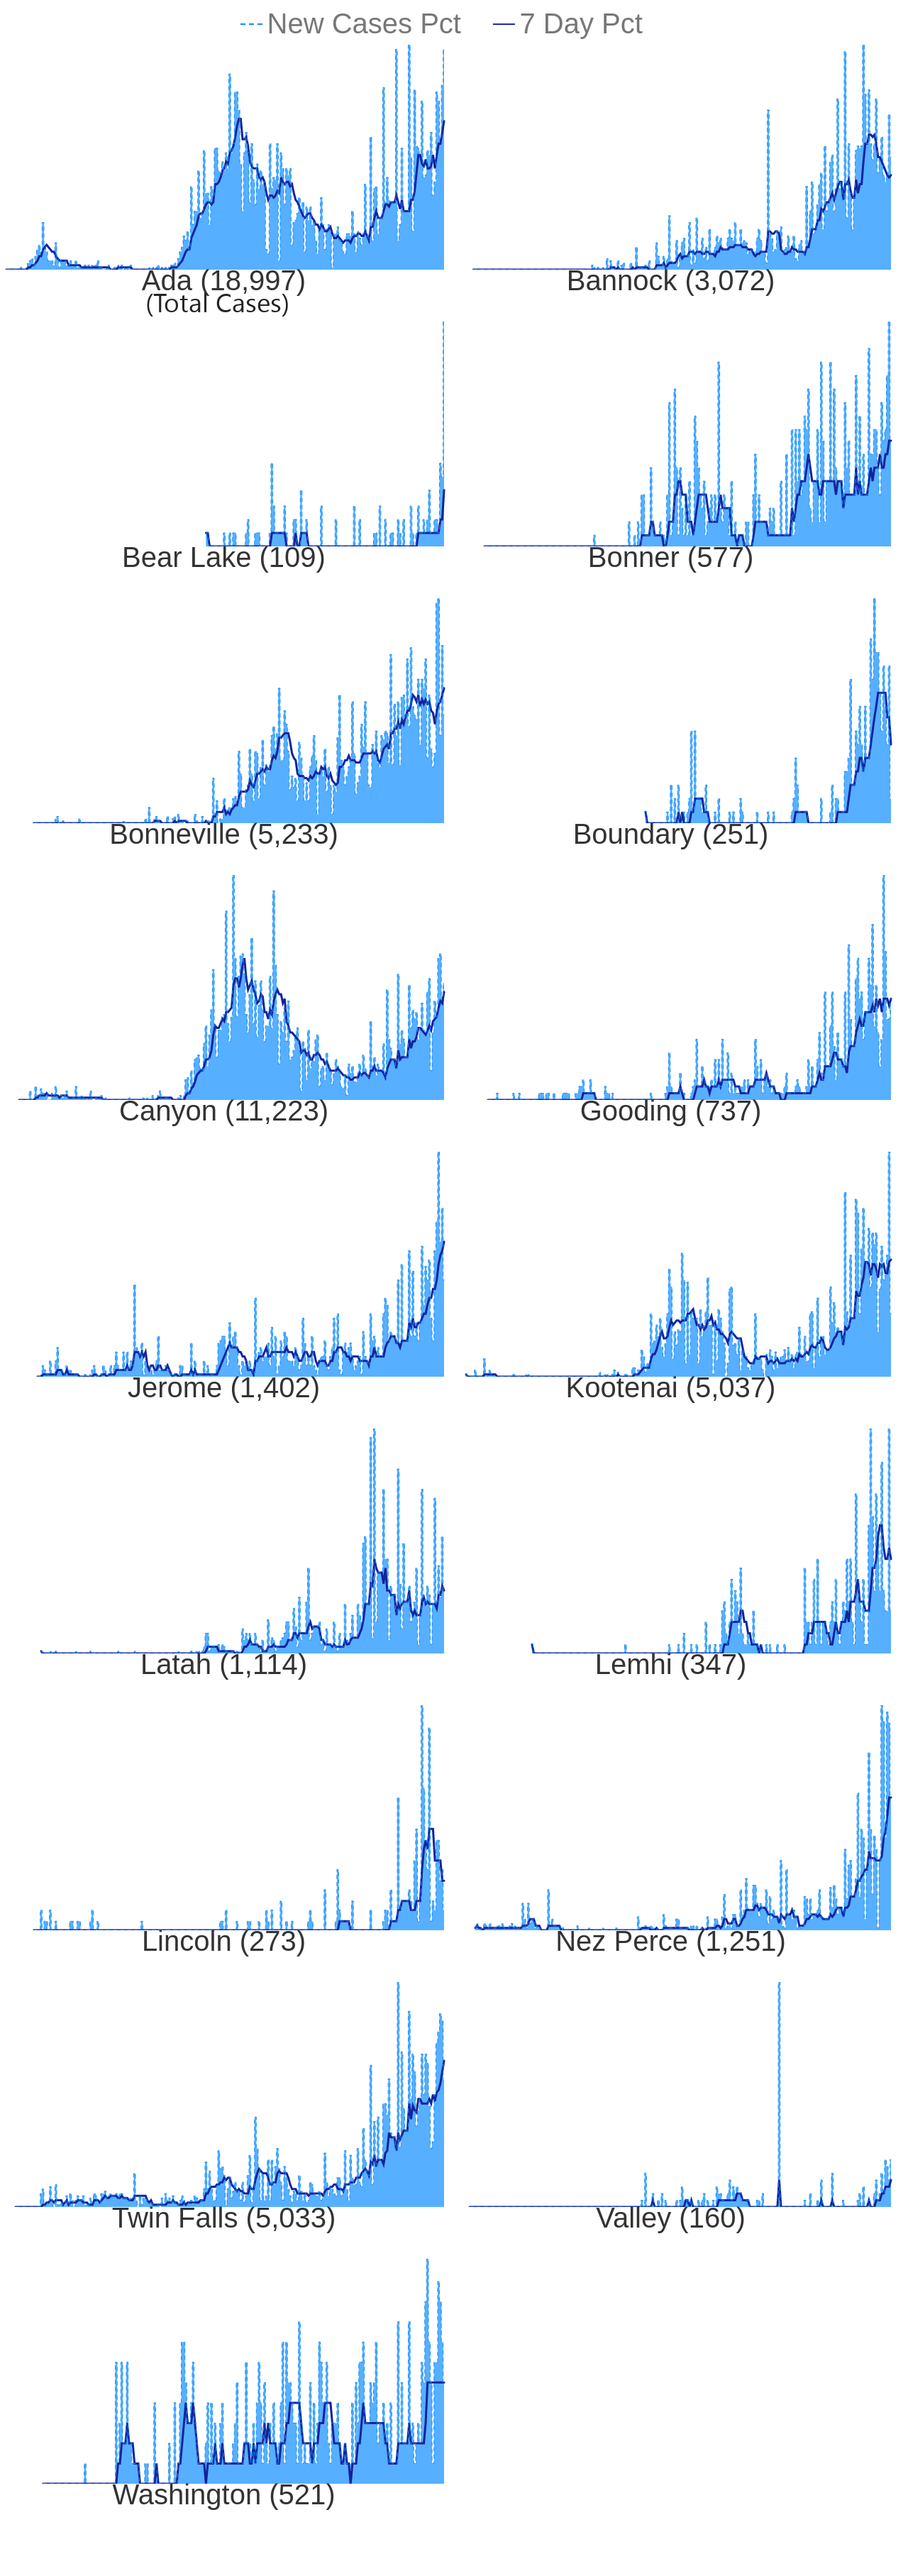 New Cases Pct 7 Day Pct
Ada (18,997) Bannock (3,072)
(Total Cases)
Bear Lake (109) Bonner (577)
Bonneville (5,233) Boundary (251)
Canyon (11,223) Gooding (737)
Jerome (1,402) Kootenai (5,037)
Latah (1,114) Lemhi (347)
Lincoln (273) Nez Perce (1,251)
Twin Falls (5,033) Valley (160)
Washington (521)